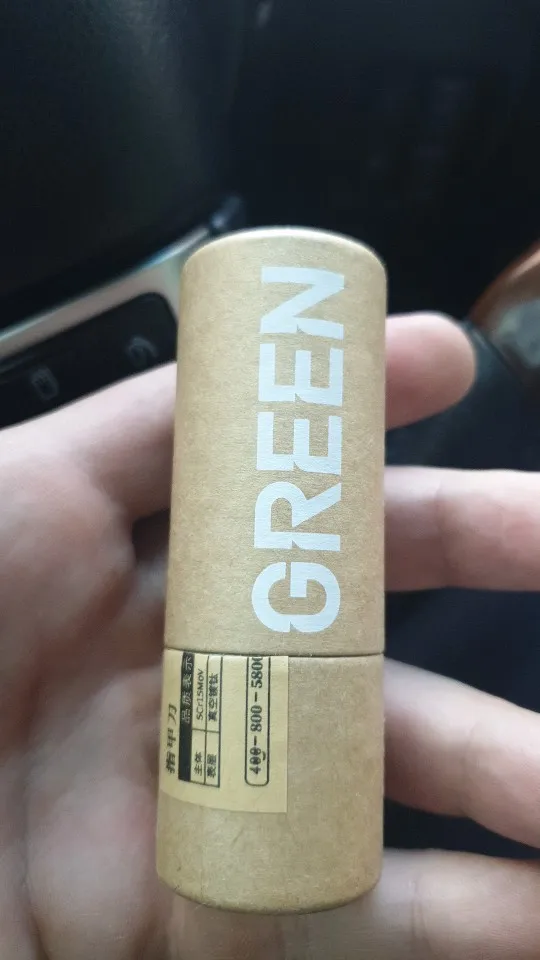 GREEN
指甲刀
品质表示
主体 5Cr15MoV
表层 真空镀钛
400-800-5800